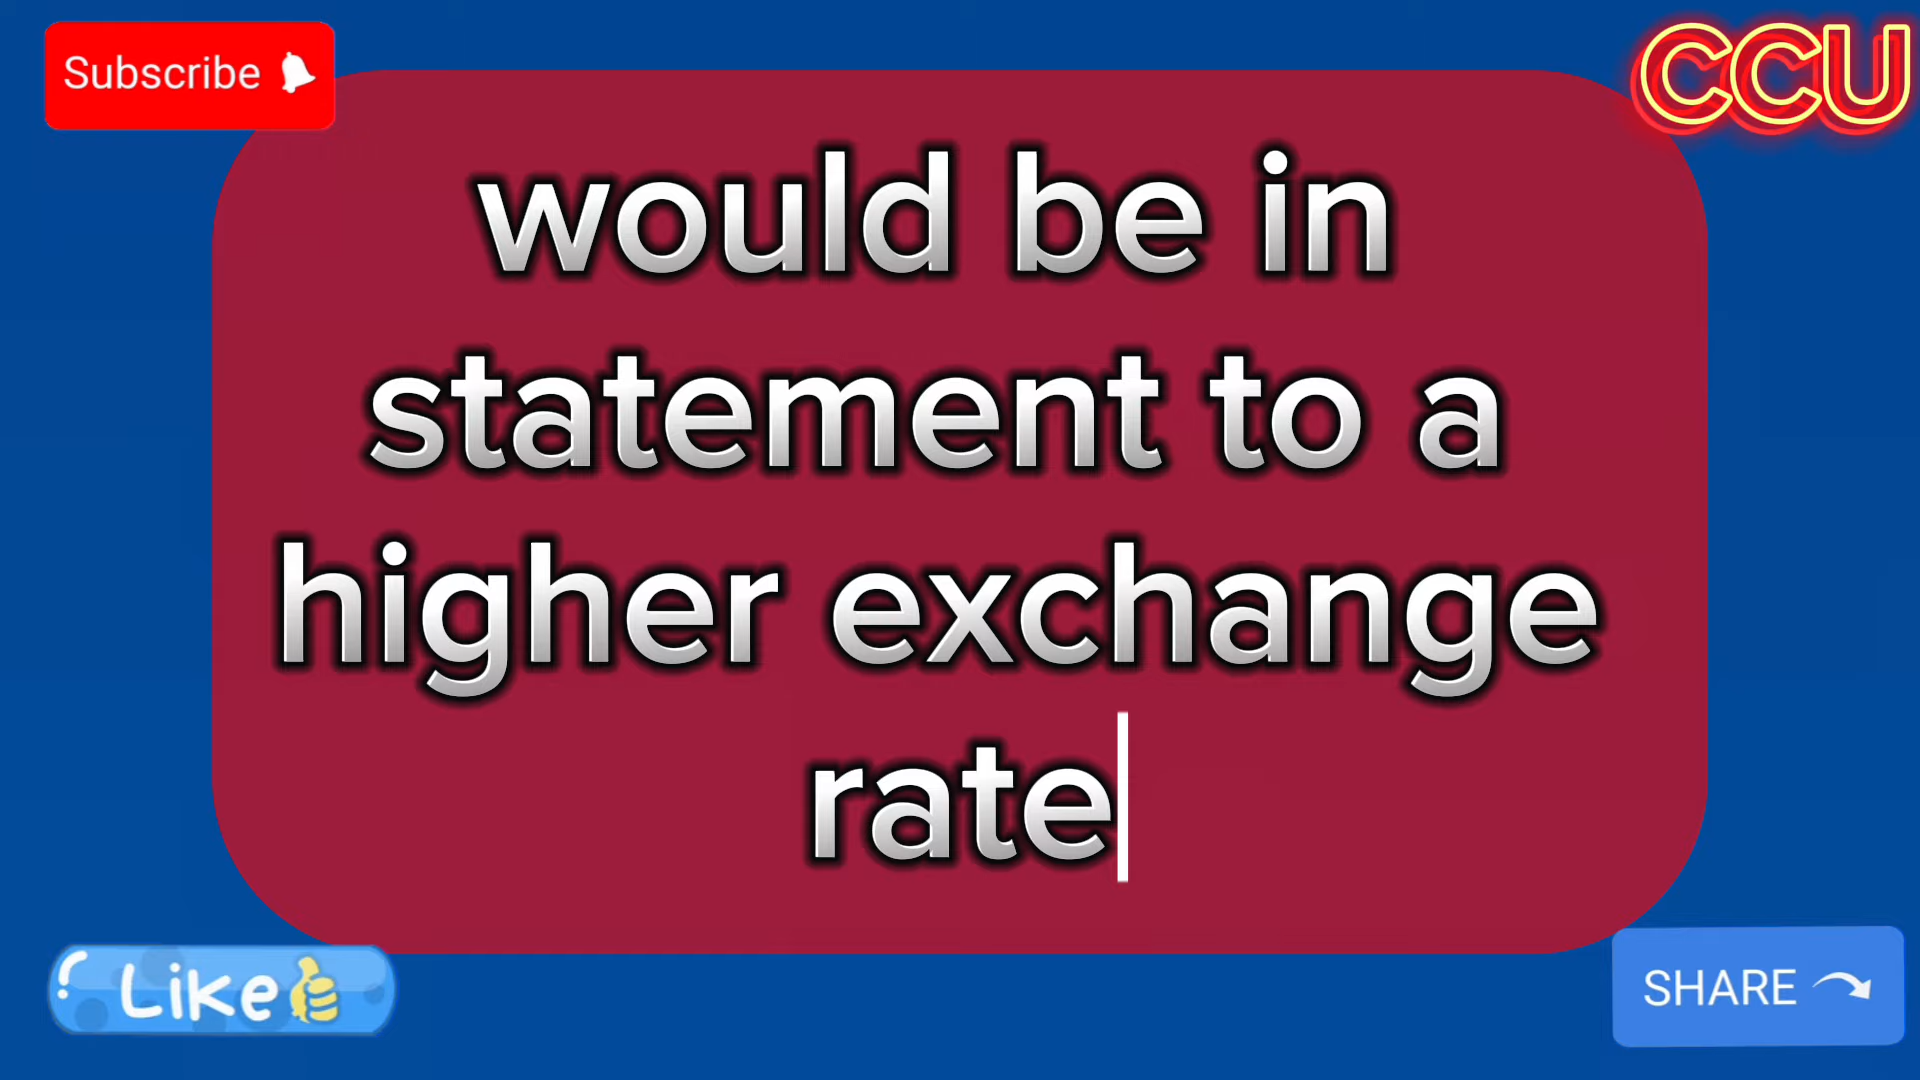 Subscribe
CCU
would be in
statement to a
higher exchange
rate
Like
SHARE